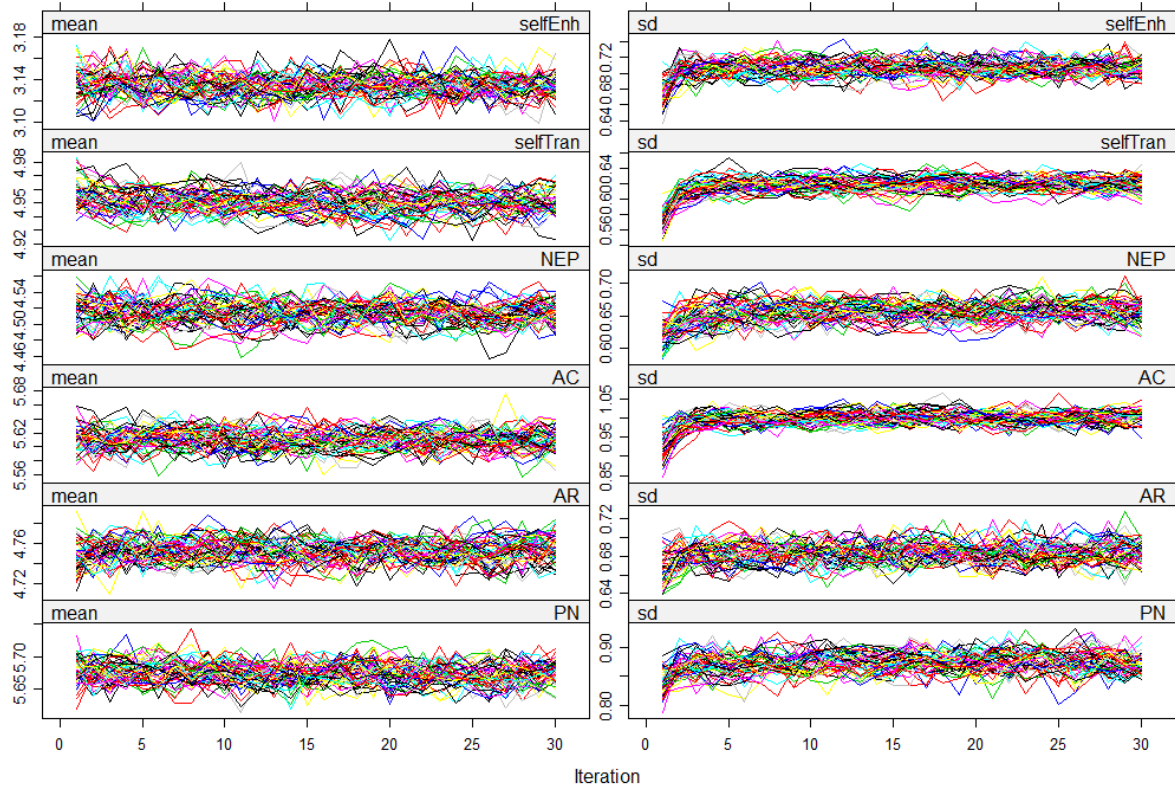 mean selfEnh
3.10 3.14 3.18
sd selfEnh
0.64 0.68 0.72
mean selfTran
4.92 4.95 4.98
sd selfTran
0.56 0.60 0.64
mean NEP
4.46 4.50 4.54
sd NEP
0.60 0.65 0.70
mean AC
5.56 5.62 5.68
sd AC
0.85 0.95 1.05
mean AR
4.72 4.76
sd AR
0.64 0.68 0.72
mean PN
5.65 5.70
sd PN
0.80 0.90
0 5 10 15 20 25 30
0 5 10 15 20 25 30
Iteration